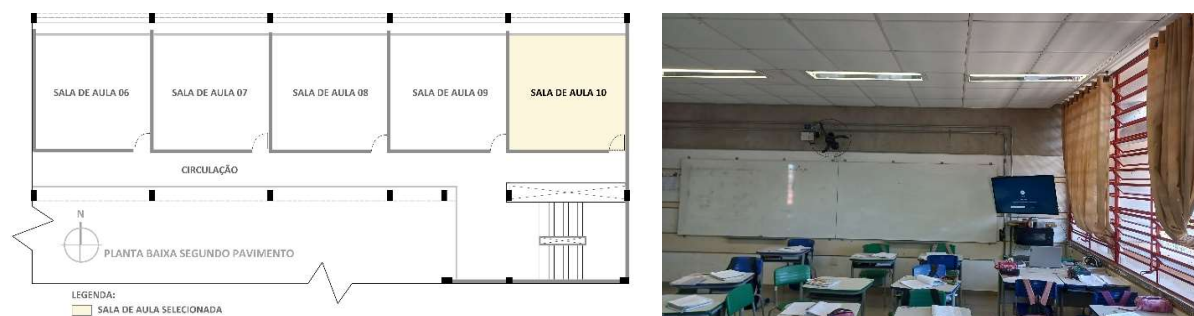 SALA DE AULA 06
SALA DE AULA 07
SALA DE AULA 08
SALA DE AULA 09
SALA DE AULA 10
CIRCULAÇÃO
N
PLANTA BAIXA SEGUNDO PAVIMENTO
LEGENDA:
SALA DE AULA SELECIONADA